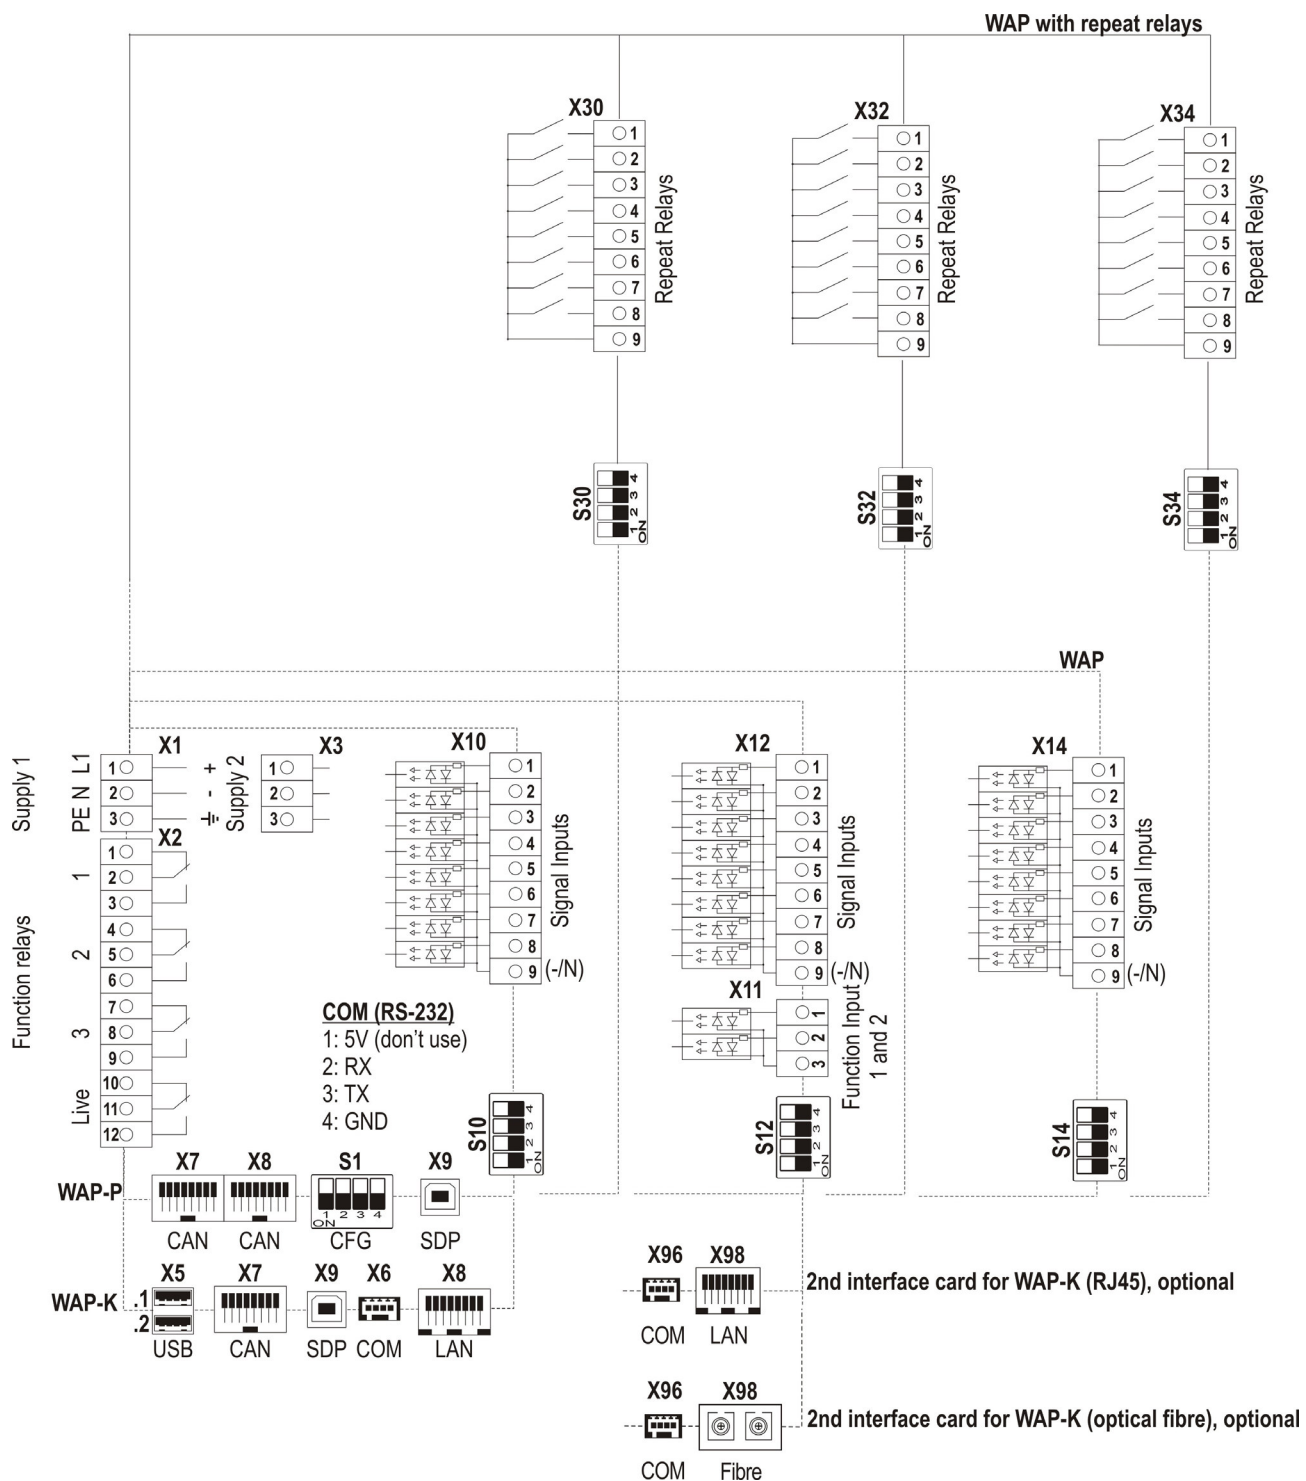 WAP with repeat relays
X30
1
2
3
4
5
6
7
8
9
Repeat Relays
X32
1
2
3
4
5
6
7
8
9
Repeat Relays
X34
1
2
3
4
5
6
7
8
9
Repeat Relays
S30
4
3
2
1
ON
S32
4
3
2
1
ON
S34
4
3
2
1
ON
WAP
Supply 1
PE N L1
X1
1
2
3
+
-
Supply 2
X3
1
2
3
Function relays
1
2
3
Live
X2
1
2
3
4
5
6
7
8
9
10
11
12
X10
1
2
3
4
5
6
7
8
9 (-/N)
Signal Inputs
X12
1
2
3
4
5
6
7
8
9 (-/N)
Signal Inputs
X14
1
2
3
4
5
6
7
8
9 (-/N)
Signal Inputs
X11
1
2
3
Function Input
1 and 2
COM (RS-232)
1: 5V (don't use)
2: RX
3: TX
4: GND
S10
4
3
2
1
ON
S12
4
3
2
1
ON
S14
4
3
2
1
ON
WAP-P
X7
X8
S1
X9
1 2 3 4
ON
CAN
CAN
CFG
SDP
WAP-K
X5
X7
X9
X6
X8
.1
.2
USB
CAN
SDP
COM
LAN
X96
X98
2nd interface card for WAP-K (RJ45), optional
COM
LAN
X96
X98
2nd interface card for WAP-K (optical fibre), optional
COM
Fibre